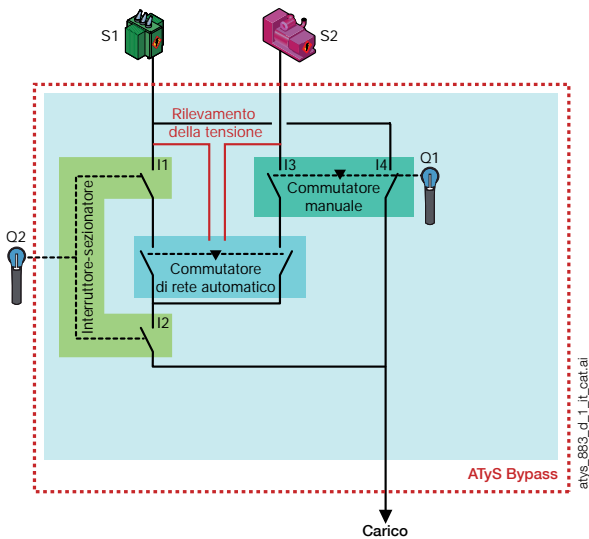 S1
S2
Rilevamento
della tensione
I1
I3
I4
Q1
Commutatore
manuale
Q2
Interruttore-sezionatore
Commutatore
di rete automatico
I2
ATyS Bypass
Carico
atys_883_d_1_it_cat.ai